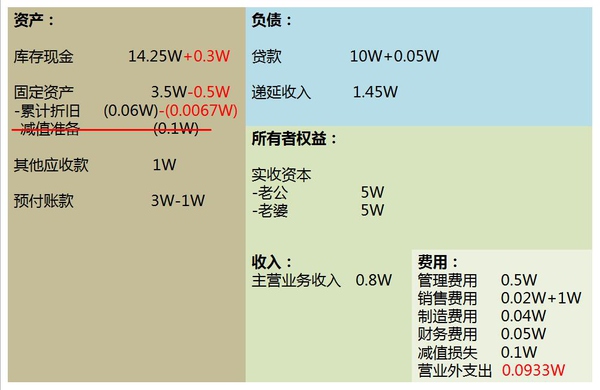 资产：
库存现金 14.25W+0.3W
固定资产 3.5W-0.5W
-累计折旧 (0.06W)-(0.0067W)
-减值准备 (0.1W)
其他应收款 1W
预付账款 3W-1W
负债：
贷款 10W+0.05W
递延收入 1.45W
所有者权益：
实收资本
-老公 5W
-老婆 5W
收入：
主营业务收入 0.8W
费用：
管理费用 0.5W
销售费用 0.02W+1W
制造费用 0.04W
财务费用 0.05W
减值损失 0.1W
营业外支出 0.0933W